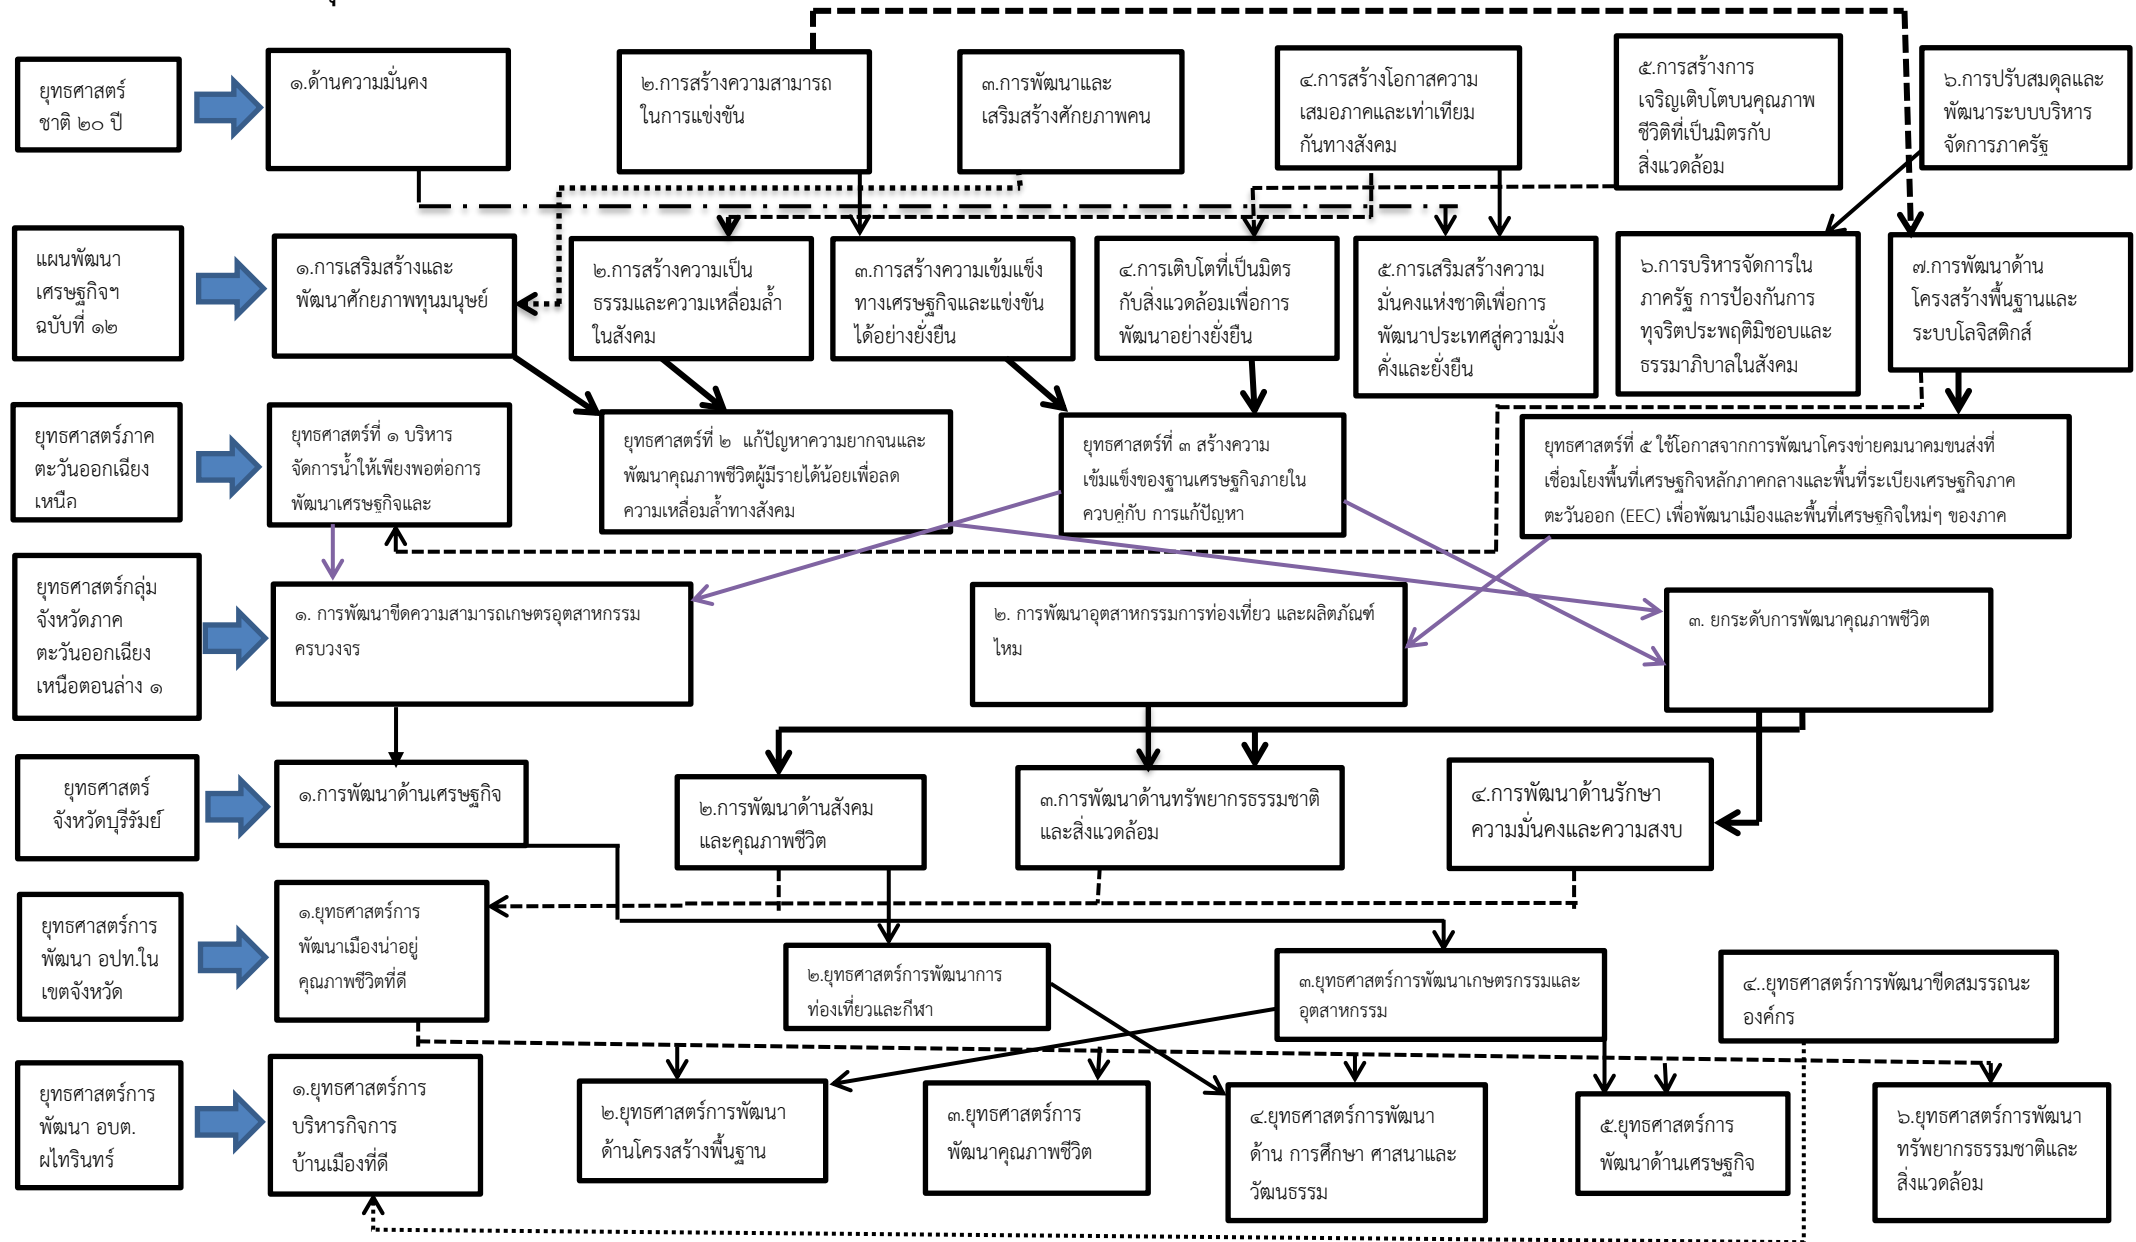 ยุทธศาสตร์
ชาติ ๒๐ ปี
๑.ด้านความมั่นคง
๒.การสร้างความสามารถ
ในการแข่งขัน
๓.การพัฒนาและ
เสริมสร้างศักยภาพคน
๔.การสร้างโอกาสความ
เสมอภาคและเท่าเทียม
กันทางสังคม
๕.การสร้างการ
เจริญเติบโตบนคุณภาพ
ชีวิติที่เป็นมิตรกับ
สิ่งแวดล้อม
๖.การปรับสมดุลและ
พัฒนาระบบบริหาร
จัดการภาครัฐ
แผนพัฒนา
เศรษฐกิจฯ
ฉบับที่ ๑๒
๑.การเสริมสร้างและ
พัฒนาศักยภาพทุนมนุษย์
๒.การสร้างความเป็น
ธรรมและความเหลื่อมล้ำ
ในสังคม
๓.การสร้างความเข้มแข็ง
ทางเศรษฐกิจและแข่งขัน
ได้อย่างยั่งยืน
๔.การเติบโตที่เป็นมิตร
กับสิ่งแวดล้อมเพื่อการ
พัฒนาอย่างยั่งยืน
๕.การเสริมสร้างความ
มั่นคงแห่งชาติเพื่อการ
พัฒนาประเทศสู่ความมั่ง
คั่งและยั่งยืน
๖.การบริหารจัดการใน
ภาครัฐ การป้องกันการ
ทุจริตประพฤติมิชอบและ
ธรรมาภิบาลในสังคม
๗.การพัฒนาด้าน
โครงสร้างพื้นฐานและ
ระบบโลจิสติกส์
ยุทธศาสตร์ภาค
ตะวันออกเฉียง
เหนือ
ยุทธศาสตร์ที่ ๑ บริหาร
จัดการน้ำให้เพียงพอต่อการ
พัฒนาเศรษฐกิจและ
ยุทธศาสตร์ที่ ๒ แก้ปัญหาความยากจนและ
พัฒนาคุณภาพชีวิตผู้มีรายได้น้อยเพื่อลด
ความเหลื่อมล้ำทางสังคม
ยุทธศาสตร์ที่ ๓ สร้างความ
เข้มแข็งของฐานเศรษฐกิจภายใน
ควบคู่กับ การแก้ปัญหา
ยุทธศาสตร์ที่ ๕ ใช้โอกาสจากการพัฒนาโครงข่ายคมนาคมขนส่งที่
เชื่อมโยงพื้นที่เศรษฐกิจหลักภาคกลางและพื้นที่ระเบียงเศรษฐกิจภาค
ตะวันออก (EEC) เพื่อพัฒนาเมืองและพื้นที่เศรษฐกิจใหม่ๆ ของภาค
ยุทธศาสตร์กลุ่ม
จังหวัดภาค
ตะวันออกเฉียง
เหนือตอนล่าง ๑
๑. การพัฒนาขีดความสามารถเกษตรอุตสาหกรรม
ครบวงจร
๒. การพัฒนาอุตสาหกรรมการท่องเที่ยว และผลิตภัณฑ์
ไหม
๓. ยกระดับการพัฒนาคุณภาพชีวิต
ยุทธศาสตร์
จังหวัดบุรีรัมย์
๑.การพัฒนาด้านเศรษฐกิจ
๒.การพัฒนาด้านสังคม
และคุณภาพชีวิต
๓.การพัฒนาด้านทรัพยากรธรรมชาติ
และสิ่งแวดล้อม
๔.การพัฒนาด้านรักษา
ความมั่นคงและความสงบ
ยุทธศาสตร์การ
พัฒนา อปท.ใน
เขตจังหวัด
๑.ยุทธศาสตร์การ
พัฒนาเมืองน่าอยู่
คุณภาพชีวิตที่ดี
๒.ยุทธศาสตร์การพัฒนาการ
ท่องเที่ยวและกีฬา
๓.ยุทธศาสตร์การพัฒนาเกษตรกรรมและ
อุตสาหกรรม
๔..ยุทธศาสตร์การพัฒนาขีดสมรรถนะ
องค์กร
ยุทธศาสตร์การ
พัฒนา อบต.
ผไทรินทร์
๑.ยุทธศาสตร์การ
บริหารกิจการ
บ้านเมืองที่ดี
๒.ยุทธศาสตร์การพัฒนา
ด้านโครงสร้างพื้นฐาน
๓.ยุทธศาสตร์การ
พัฒนาคุณภาพชีวิต
๔.ยุทธศาสตร์การพัฒนา
ด้าน การศึกษา ศาสนาและ
วัฒนธรรม
๕.ยุทธศาสตร์การ
พัฒนาด้านเศรษฐกิจ
๖.ยุทธศาสตร์การพัฒนา
ทรัพยากรธรรมชาติและ
สิ่งแวดล้อม